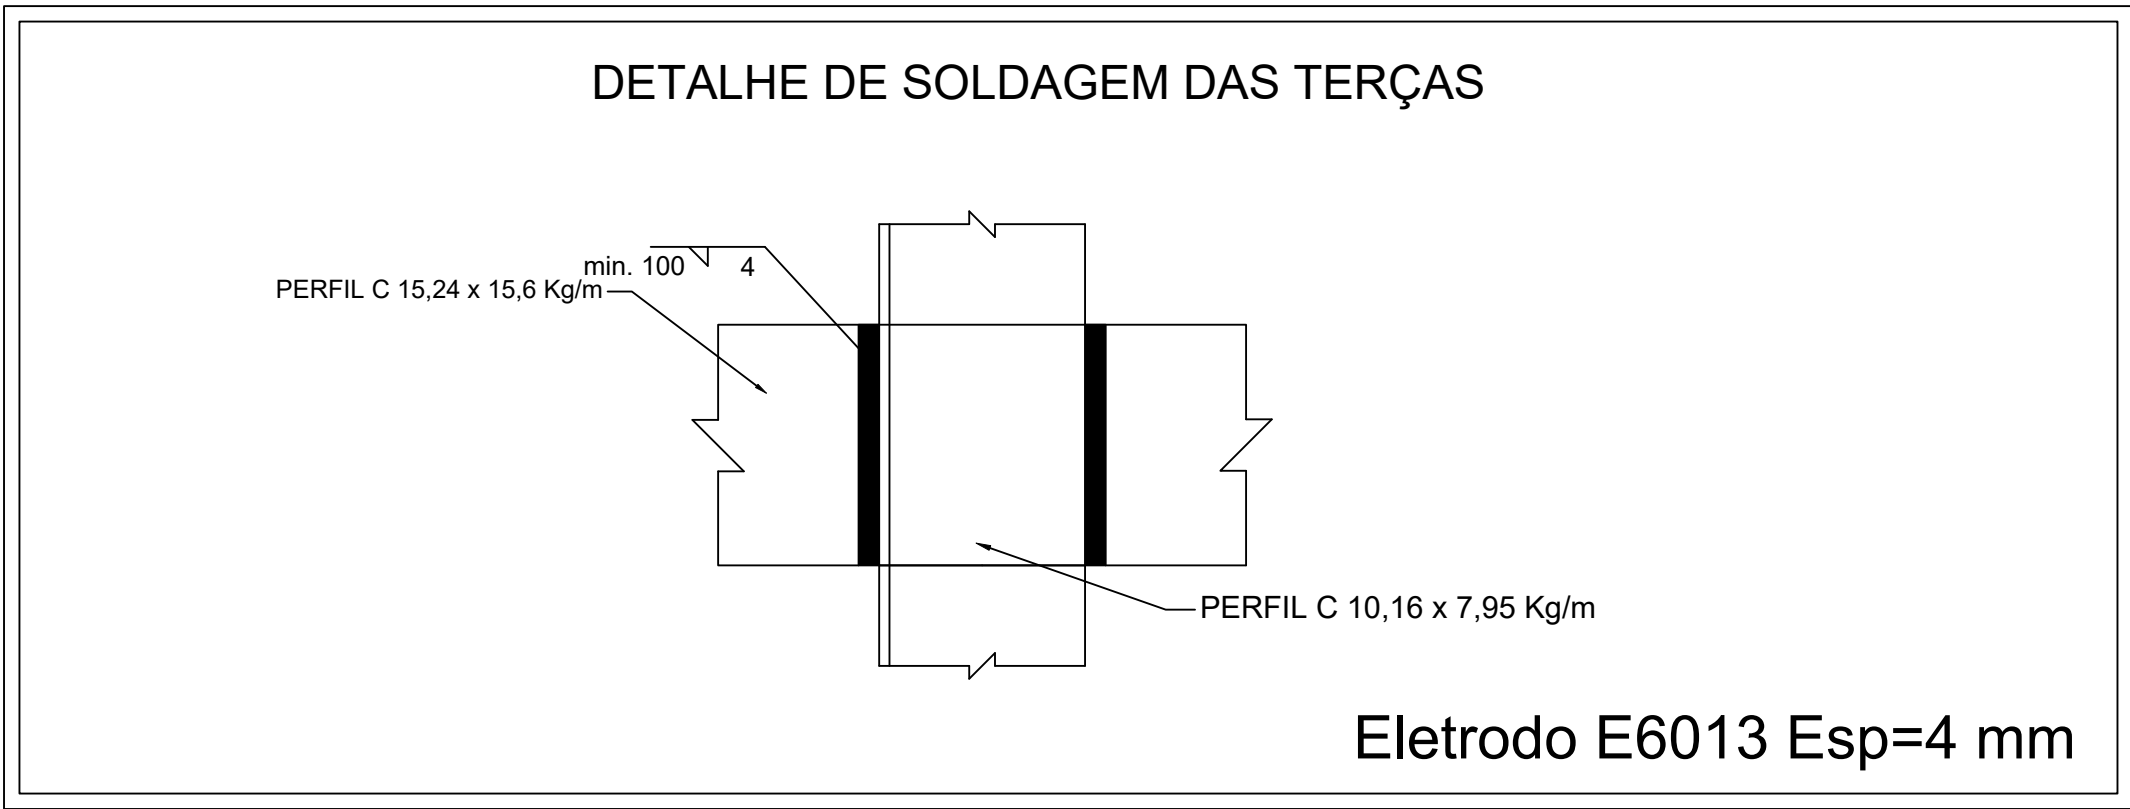 DETALHE DE SOLDAGEM DAS TERÇAS
min. 100
4
PERFIL C 15,24 x 15,6 Kg/m
PERFIL C 10,16 x 7,95 Kg/m
Eletrodo E6013 Esp=4 mm